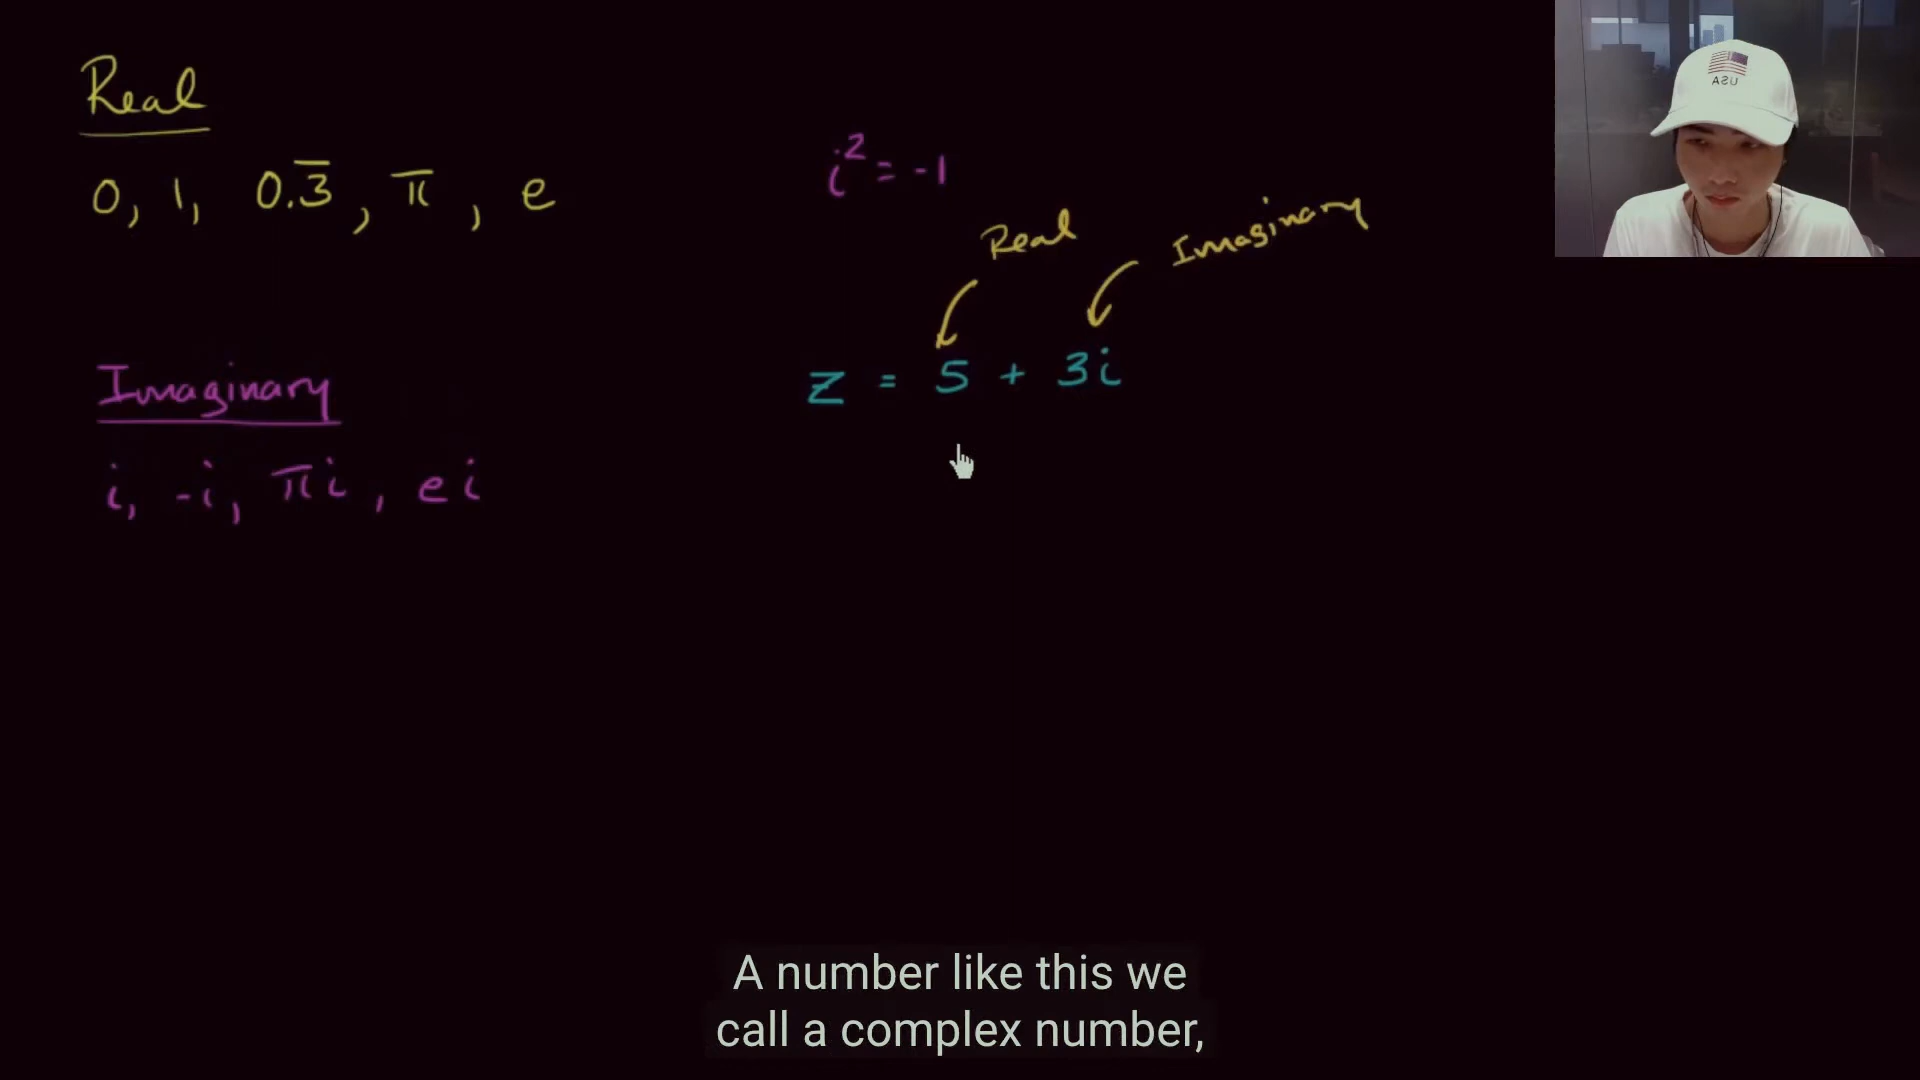 Real
0, 1, 0.3̅, π, e
Imaginary
i, -i, πi, ei
i² = -1
Real
Imaginary
z = 5 + 3i
USA
A number like this we
call a complex number,